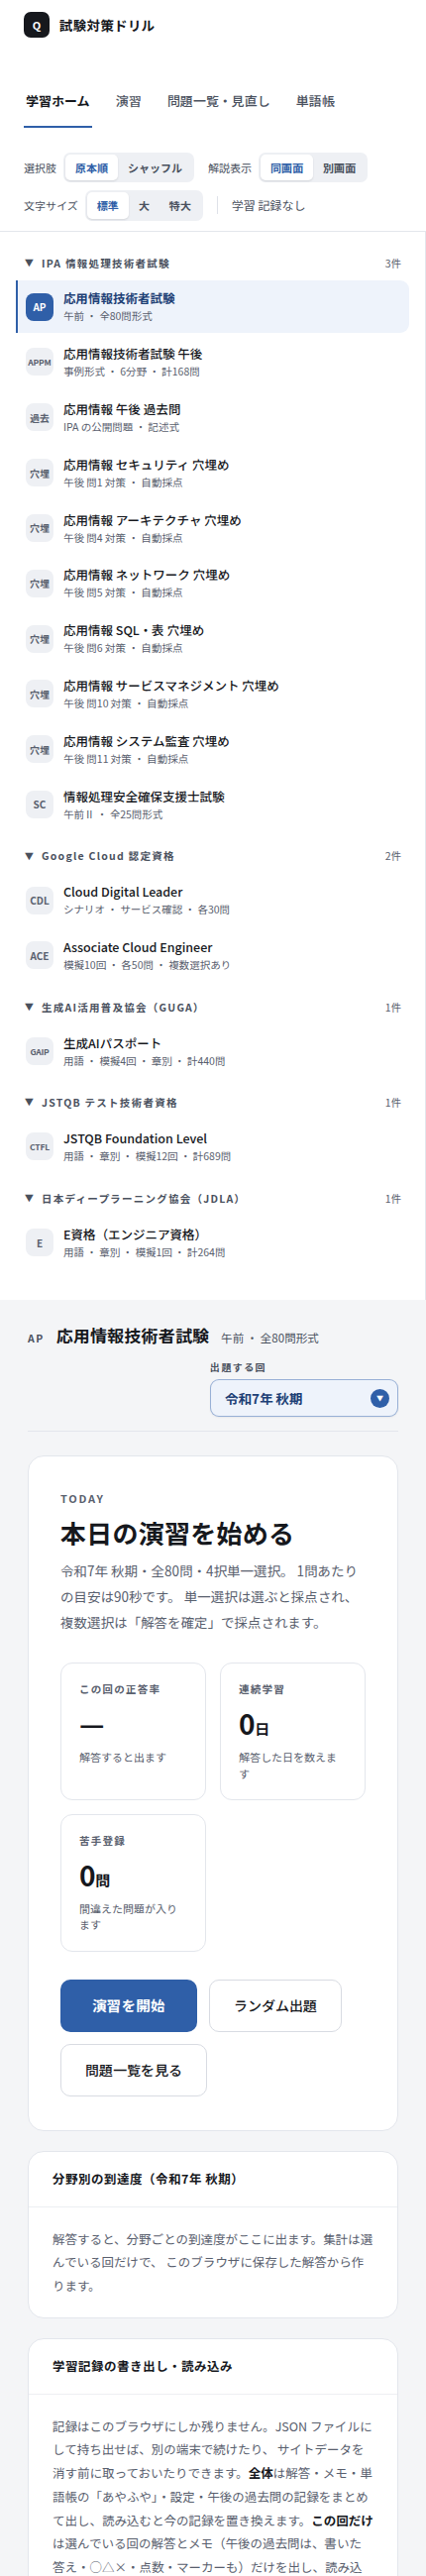 Q 試験対策ドリル
学習ホーム 演習 問題一覧・見直し 単語帳
選択肢 原本順 シャッフル 解説表示 同画面 別画面
文字サイズ 標準 大 特大 学習 記録なし
▼ IPA 情報処理技術者試験 3件
AP 応用情報技術者試験
午前 ・ 全80問形式
APPM 応用情報技術者試験 午後
事例形式 ・ 6分野 ・ 計168問
過去 応用情報 午後 過去問
IPA の公開問題 ・ 記述式
穴埋 応用情報 セキュリティ 穴埋め
午後 問1 対策 ・ 自動採点
穴埋 応用情報 アーキテクチャ 穴埋め
午後 問4 対策 ・ 自動採点
穴埋 応用情報 ネットワーク 穴埋め
午後 問5 対策 ・ 自動採点
穴埋 応用情報 SQL・表 穴埋め
午後 問6 対策 ・ 自動採点
穴埋 応用情報 サービスマネジメント 穴埋め
午後 問10 対策 ・ 自動採点
穴埋 応用情報 システム監査 穴埋め
午後 問11 対策 ・ 自動採点
SC 情報処理安全確保支援士試験
午前Ⅱ ・ 全25問形式
▼ Google Cloud 認定資格 2件
CDL Cloud Digital Leader
シナリオ ・ サービス確認 ・ 各30問
ACE Associate Cloud Engineer
模擬10回 ・ 各50問 ・ 複数選択あり
▼ 生成AI活用普及協会（GUGA） 1件
GAIP 生成AIパスポート
用語 ・ 模擬4回 ・ 章別 ・ 計440問
▼ JSTQB テスト技術者資格 1件
CTFL JSTQB Foundation Level
用語 ・ 章別 ・ 模擬12回 ・ 計689問
▼ 日本ディープラーニング協会（JDLA） 1件
E E資格（エンジニア資格）
用語 ・ 章別 ・ 模擬1回 ・ 計264問
AP 応用情報技術者試験 午前 ・ 全80問形式
出題する回
令和7年 秋期 ▼
TODAY
本日の演習を始める
令和7年 秋期・全80問・4択単一選択。 1問あたり
の目安は90秒です。 単一選択は選ぶと採点され、
複数選択は「解答を確定」で採点されます。
この回の正答率
—
解答すると出ます
連続学習
0日
解答した日を数えま
す
苦手登録
0問
間違えた問題が入り
ます
演習を開始 ランダム出題
問題一覧を見る
分野別の到達度（令和7年 秋期）
解答すると、分野ごとの到達度がここに出ます。集計は選
んでいる回だけで、 このブラウザに保存した解答から作
ります。
学習記録の書き出し・読み込み
記録はこのブラウザにしか残りません。JSON ファイルに
して持ち出せば、別の端末で続けたり、 サイトデータを
消す前に取っておいたりできます。全体は解答・メモ・単
語帳の「あやふや」・設定・午後の過去問の記録をまとめ
て出し、読み込むと今の記録を置き換えます。この回だけ
は選んでいる回の解答とメモ（午後の過去問は、書いた
答え・○△×・点数・マーカーも）だけを出し、読み込